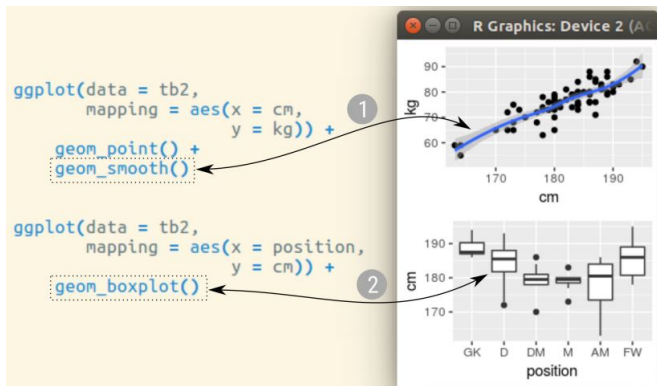 ggplot(data = tb2,
mapping = aes(x = cm,
y = kg)) +
geom_point() +
geom_smooth()
ggplot(data = tb2,
mapping = aes(x = position,
y = cm)) +
geom_boxplot()
1
2
R Graphics: Device 2 (AC
90
80
70
60
kg
170 180 190
cm
190
180
170
cm
GK D DM M AM FW
position